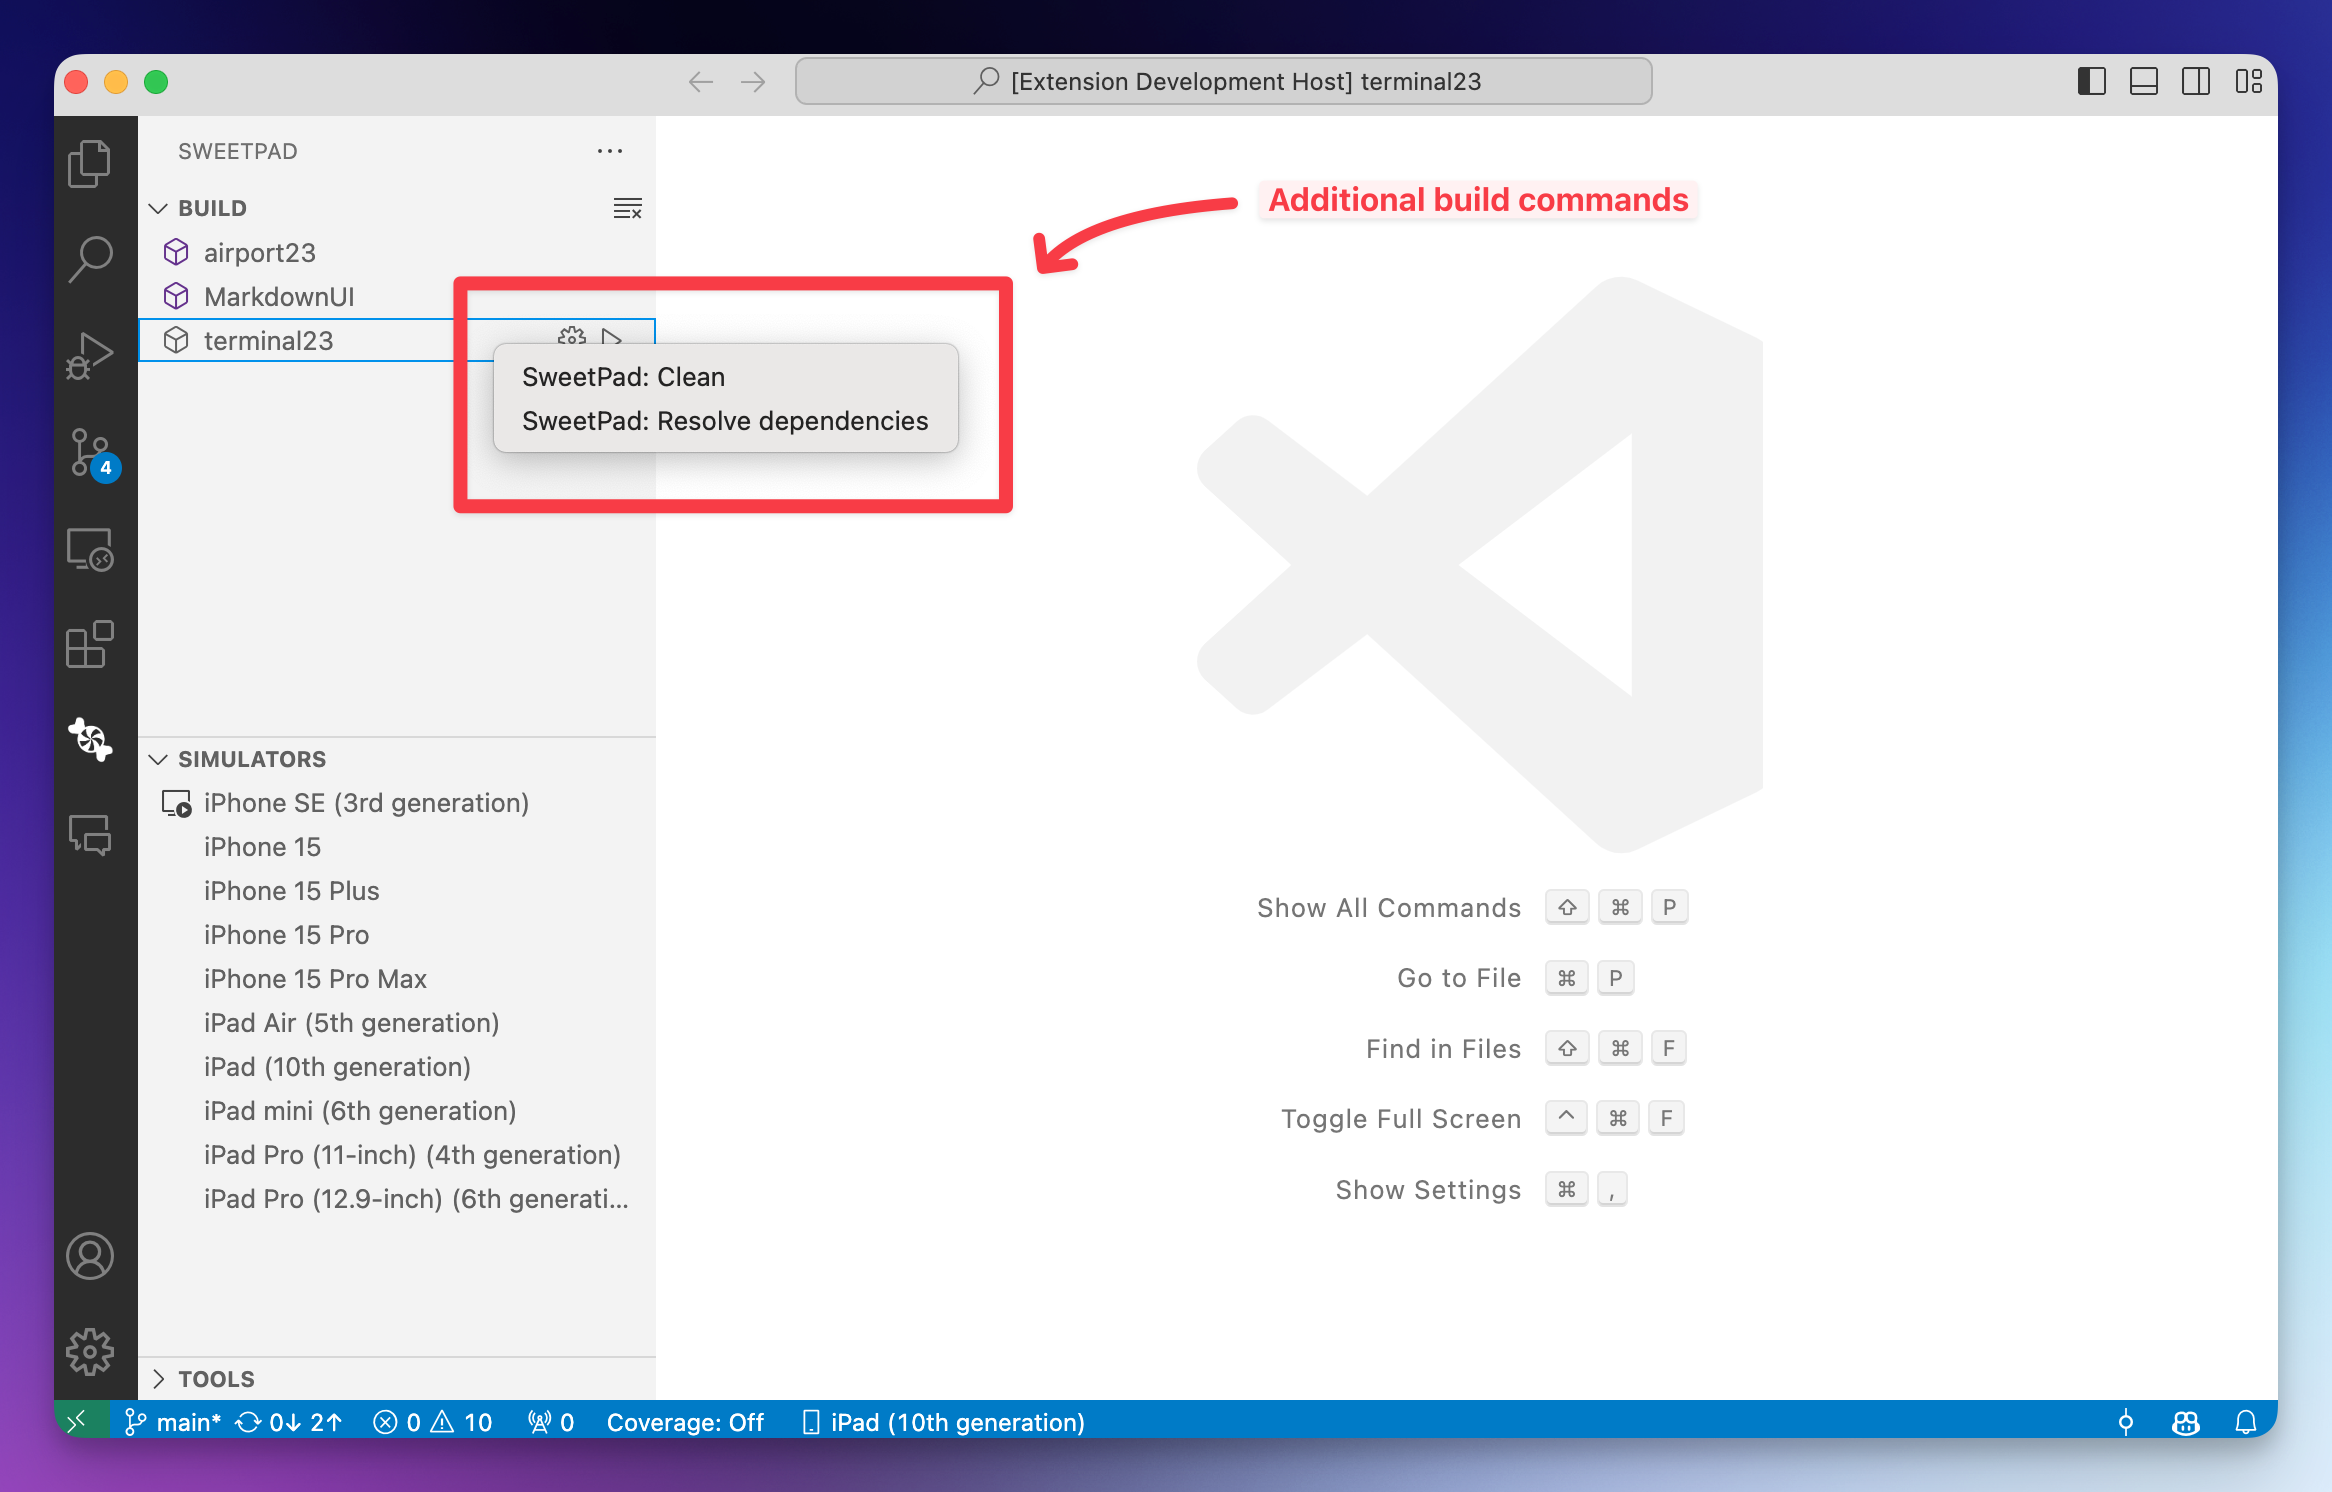 [Extension Development Host] terminal23
SWEETPAD
BUILD
airport23
MarkdownUI
terminal23
Additional build commands
SweetPad: Clean
SweetPad: Resolve dependencies
4
SIMULATORS
iPhone SE (3rd generation)
iPhone 15
iPhone 15 Plus
iPhone 15 Pro
iPhone 15 Pro Max
iPad Air (5th generation)
iPad (10th generation)
iPad mini (6th generation)
iPad Pro (11-inch) (4th generation)
iPad Pro (12.9-inch) (6th generati...
TOOLS
Show All Commands ⇧ ⌘ P
Go to File ⌘ P
Find in Files ⇧ ⌘ F
Toggle Full Screen ^ ⌘ F
Show Settings ⌘ ,
main* 0↓ 2↑ 0 10 0 Coverage: Off iPad (10th generation)